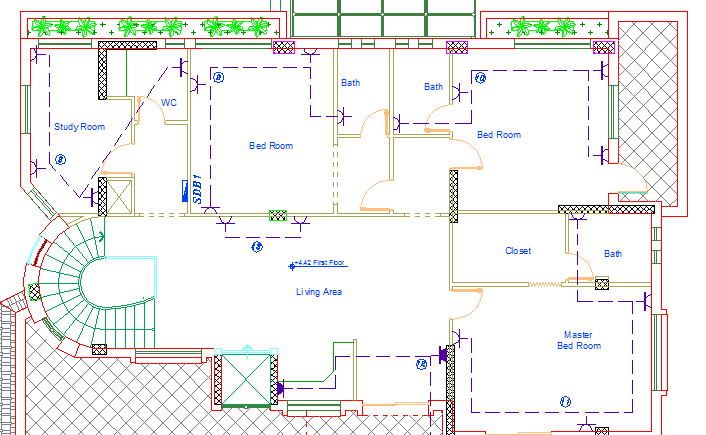 Bath
Bath
WC
Study Room
Bed Room
Bed Room
SDB1
+4.42 First Floor
Closet
Bath
Living Area
Master
Bed Room
11